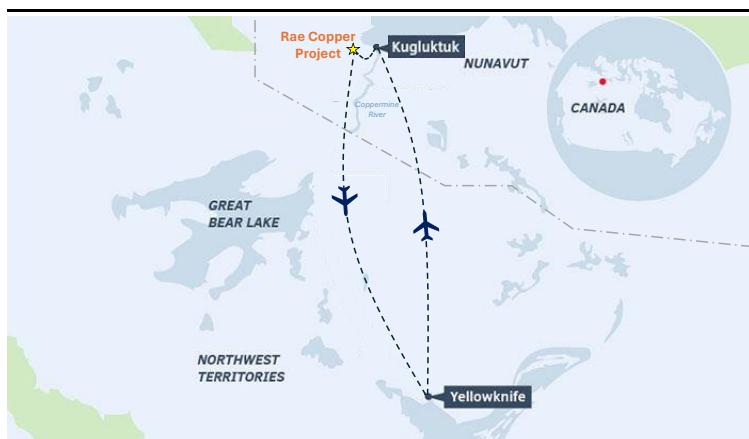 Rae Copper
Project
Kugluktuk
NUNAVUT
CANADA
Coppermine
River
GREAT
BEAR LAKE
NORTHWEST
TERRITORIES
Yellowknife